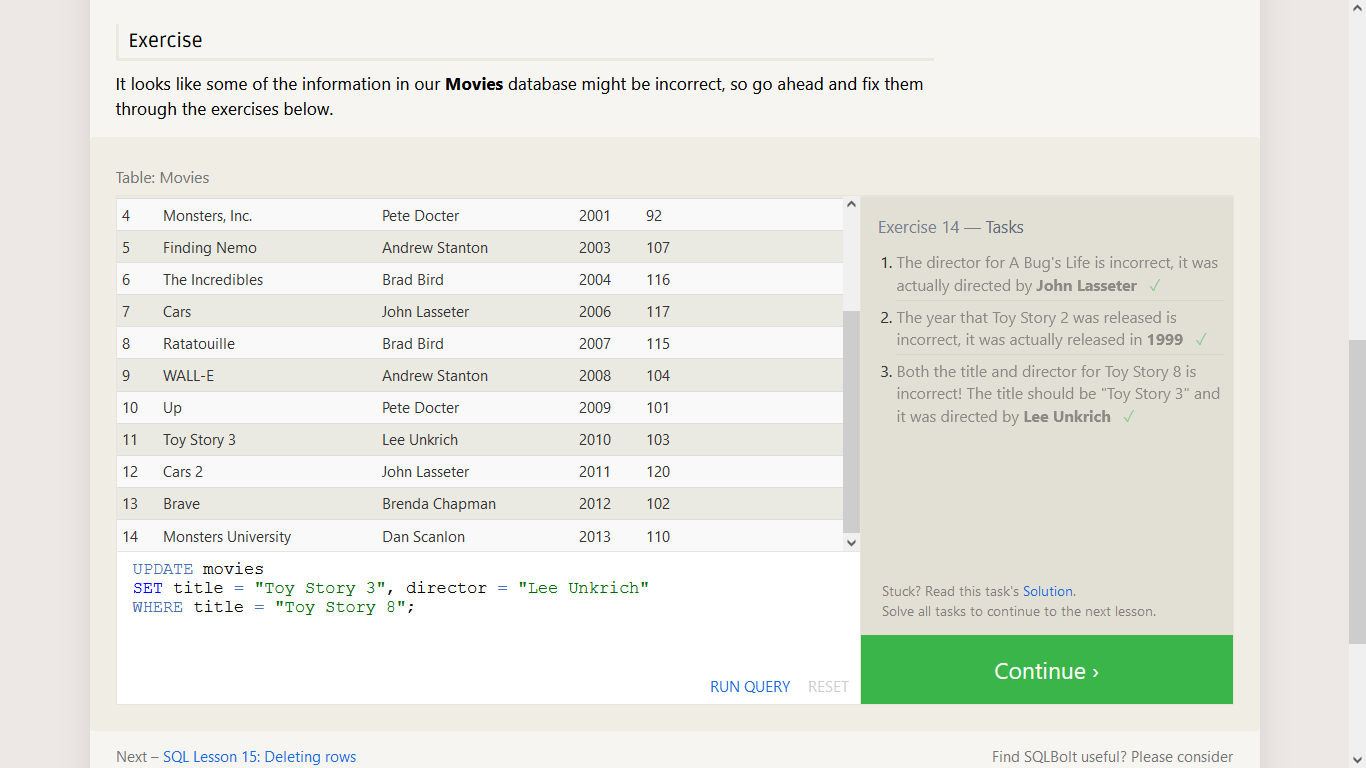 Exercise
It looks like some of the information in our Movies database might be incorrect, so go ahead and fix them
through the exercises below.
Table: Movies
4 Monsters, Inc. Pete Docter 2001 92
5 Finding Nemo Andrew Stanton 2003 107
6 The Incredibles Brad Bird 2004 116
7 Cars John Lasseter 2006 117
8 Ratatouille Brad Bird 2007 115
9 WALL-E Andrew Stanton 2008 104
10 Up Pete Docter 2009 101
11 Toy Story 3 Lee Unkrich 2010 103
12 Cars 2 John Lasseter 2011 120
13 Brave Brenda Chapman 2012 102
14 Monsters University Dan Scanlon 2013 110
UPDATE movies
SET title = "Toy Story 3", director = "Lee Unkrich"
WHERE title = "Toy Story 8";
RUN QUERY RESET
Exercise 14 — Tasks
1. The director for A Bug's Life is incorrect, it was
actually directed by John Lasseter ✓
2. The year that Toy Story 2 was released is
incorrect, it was actually released in 1999 ✓
3. Both the title and director for Toy Story 8 is
incorrect! The title should be "Toy Story 3" and
it was directed by Lee Unkrich ✓
Stuck? Read this task's Solution.
Solve all tasks to continue to the next lesson.
Continue ›
Next – SQL Lesson 15: Deleting rows
Find SQLBolt useful? Please consider